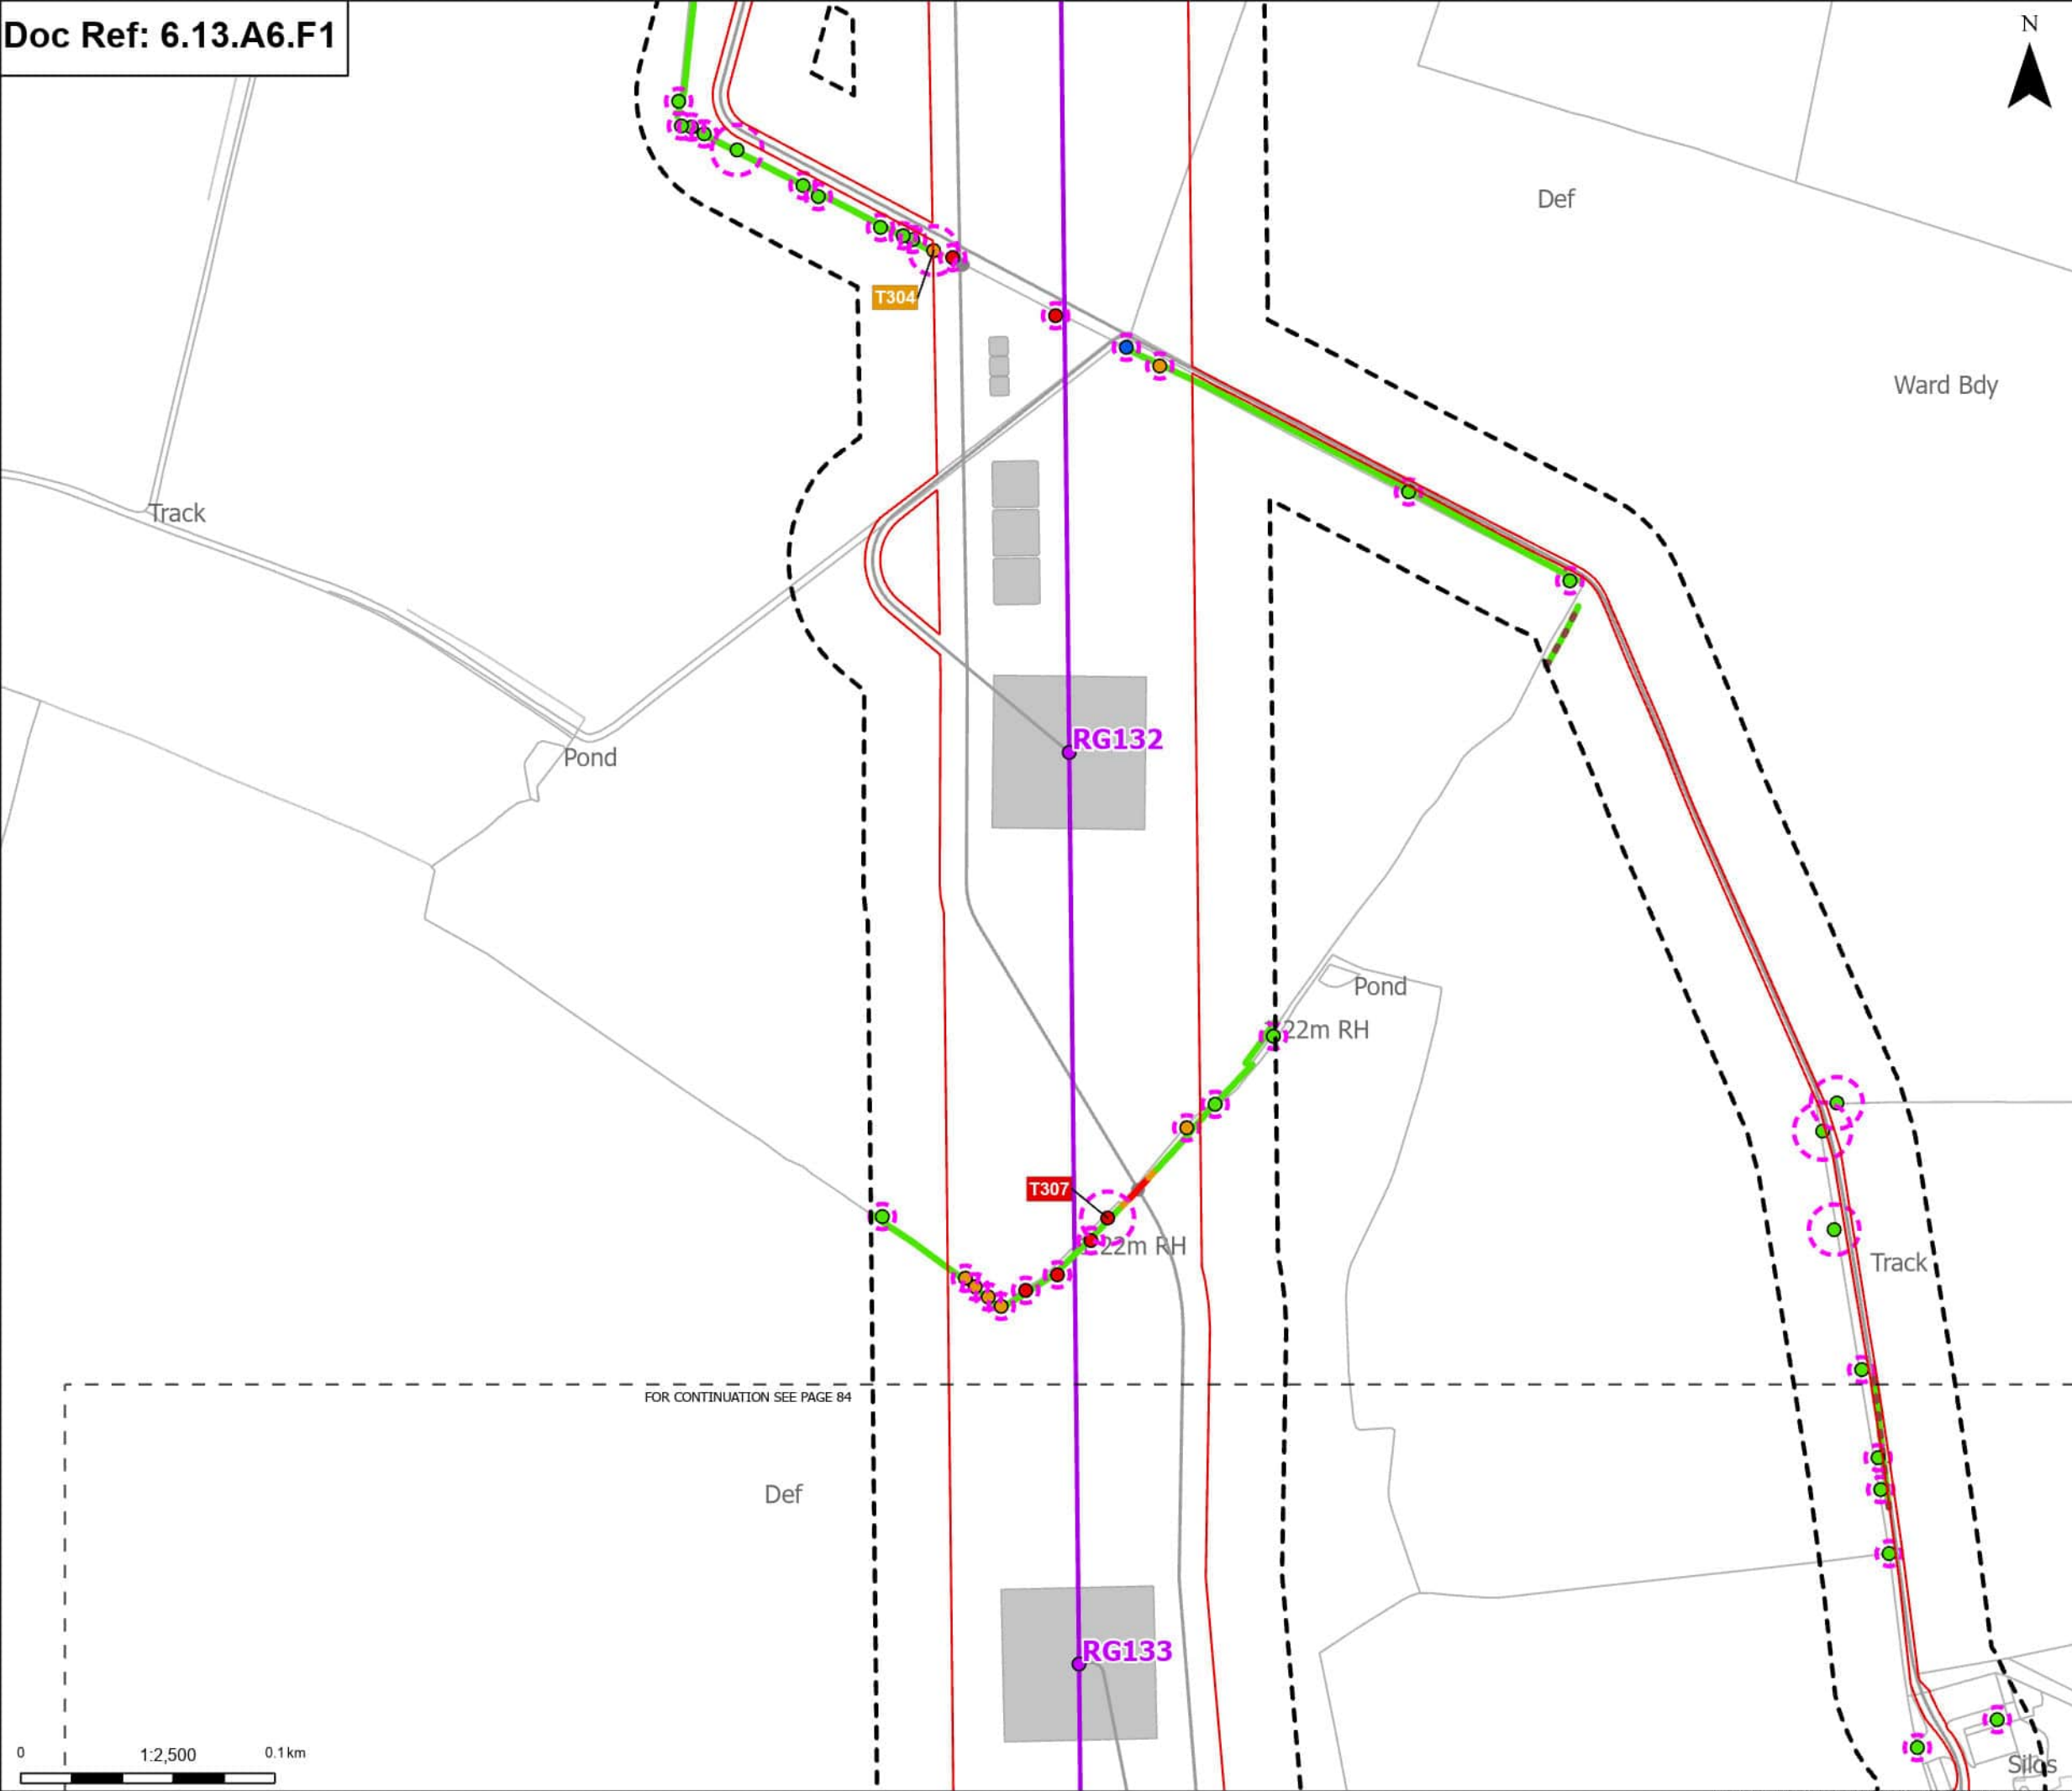 Doc Ref: 6.13.A6.F1
N
Def
T304
Ward Bdy
Track
RG132
Pond
Pond
22m RH
T307
22m RH
Track
FOR CONTINUATION SEE PAGE 84
Def
RG133
0 1:2,500 0.1 km
Silos